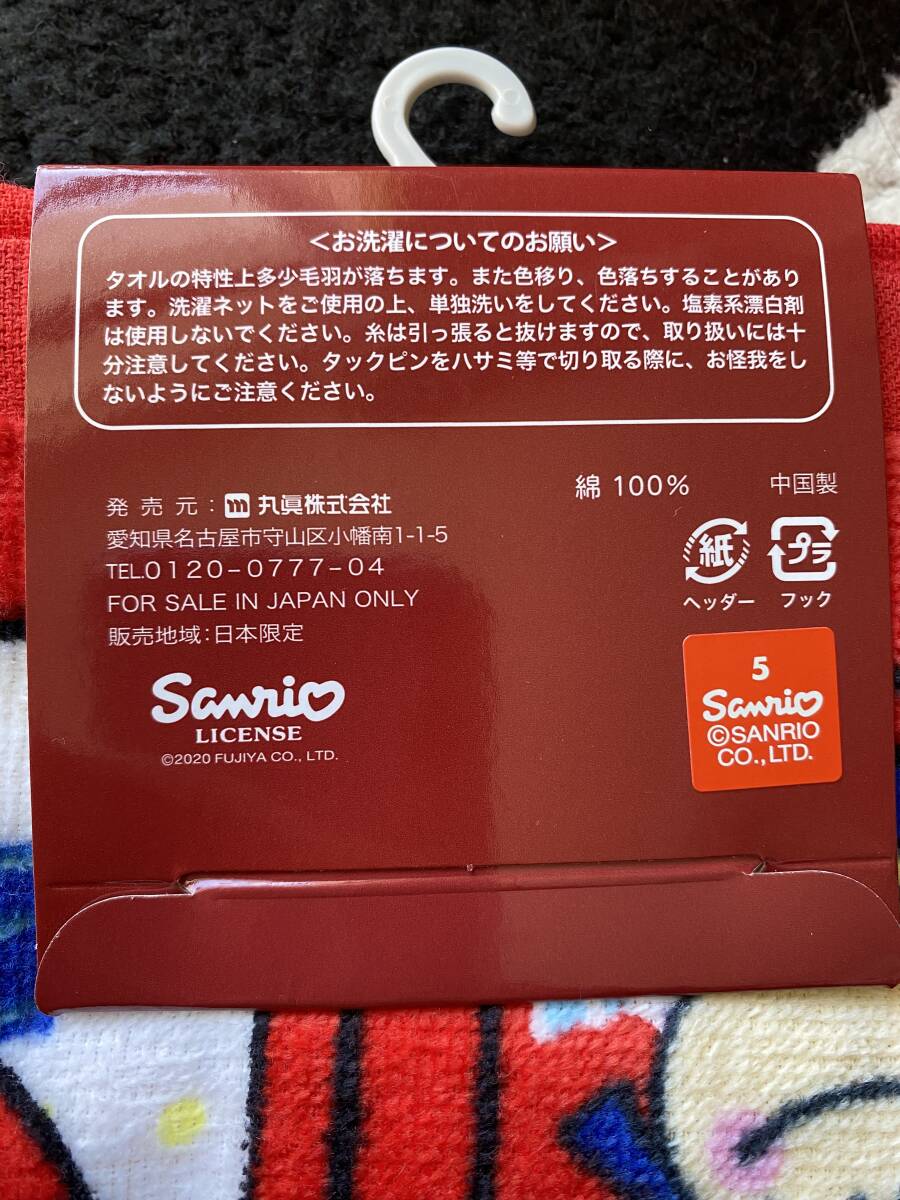 <お洗濯についてのお願い>
タオルの特性上多少毛羽が落ちます。また色移り、色落ちすることがあり
ます。洗濯ネットをご使用の上、単独洗いをしてください。塩素系漂白剤
は使用しないでください。糸は引っ張ると抜けますので、取り扱いには十
分注意してください。タックピンをハサミ等で切り取る際に、お怪我をし
ないようにご注意ください。
綿 100%
中国製
発売元: 丸眞株式会社
愛知県名古屋市守山区小幡南1-1-5
TEL.0120-0777-04
FOR SALE IN JAPAN ONLY
販売地域:日本限定
紙
ヘッダー
プラ
フック
Sanrio
LICENSE
©2020 FUJIYA CO., LTD.
5
Sanrio
©SANRIO
CO.,LTD.